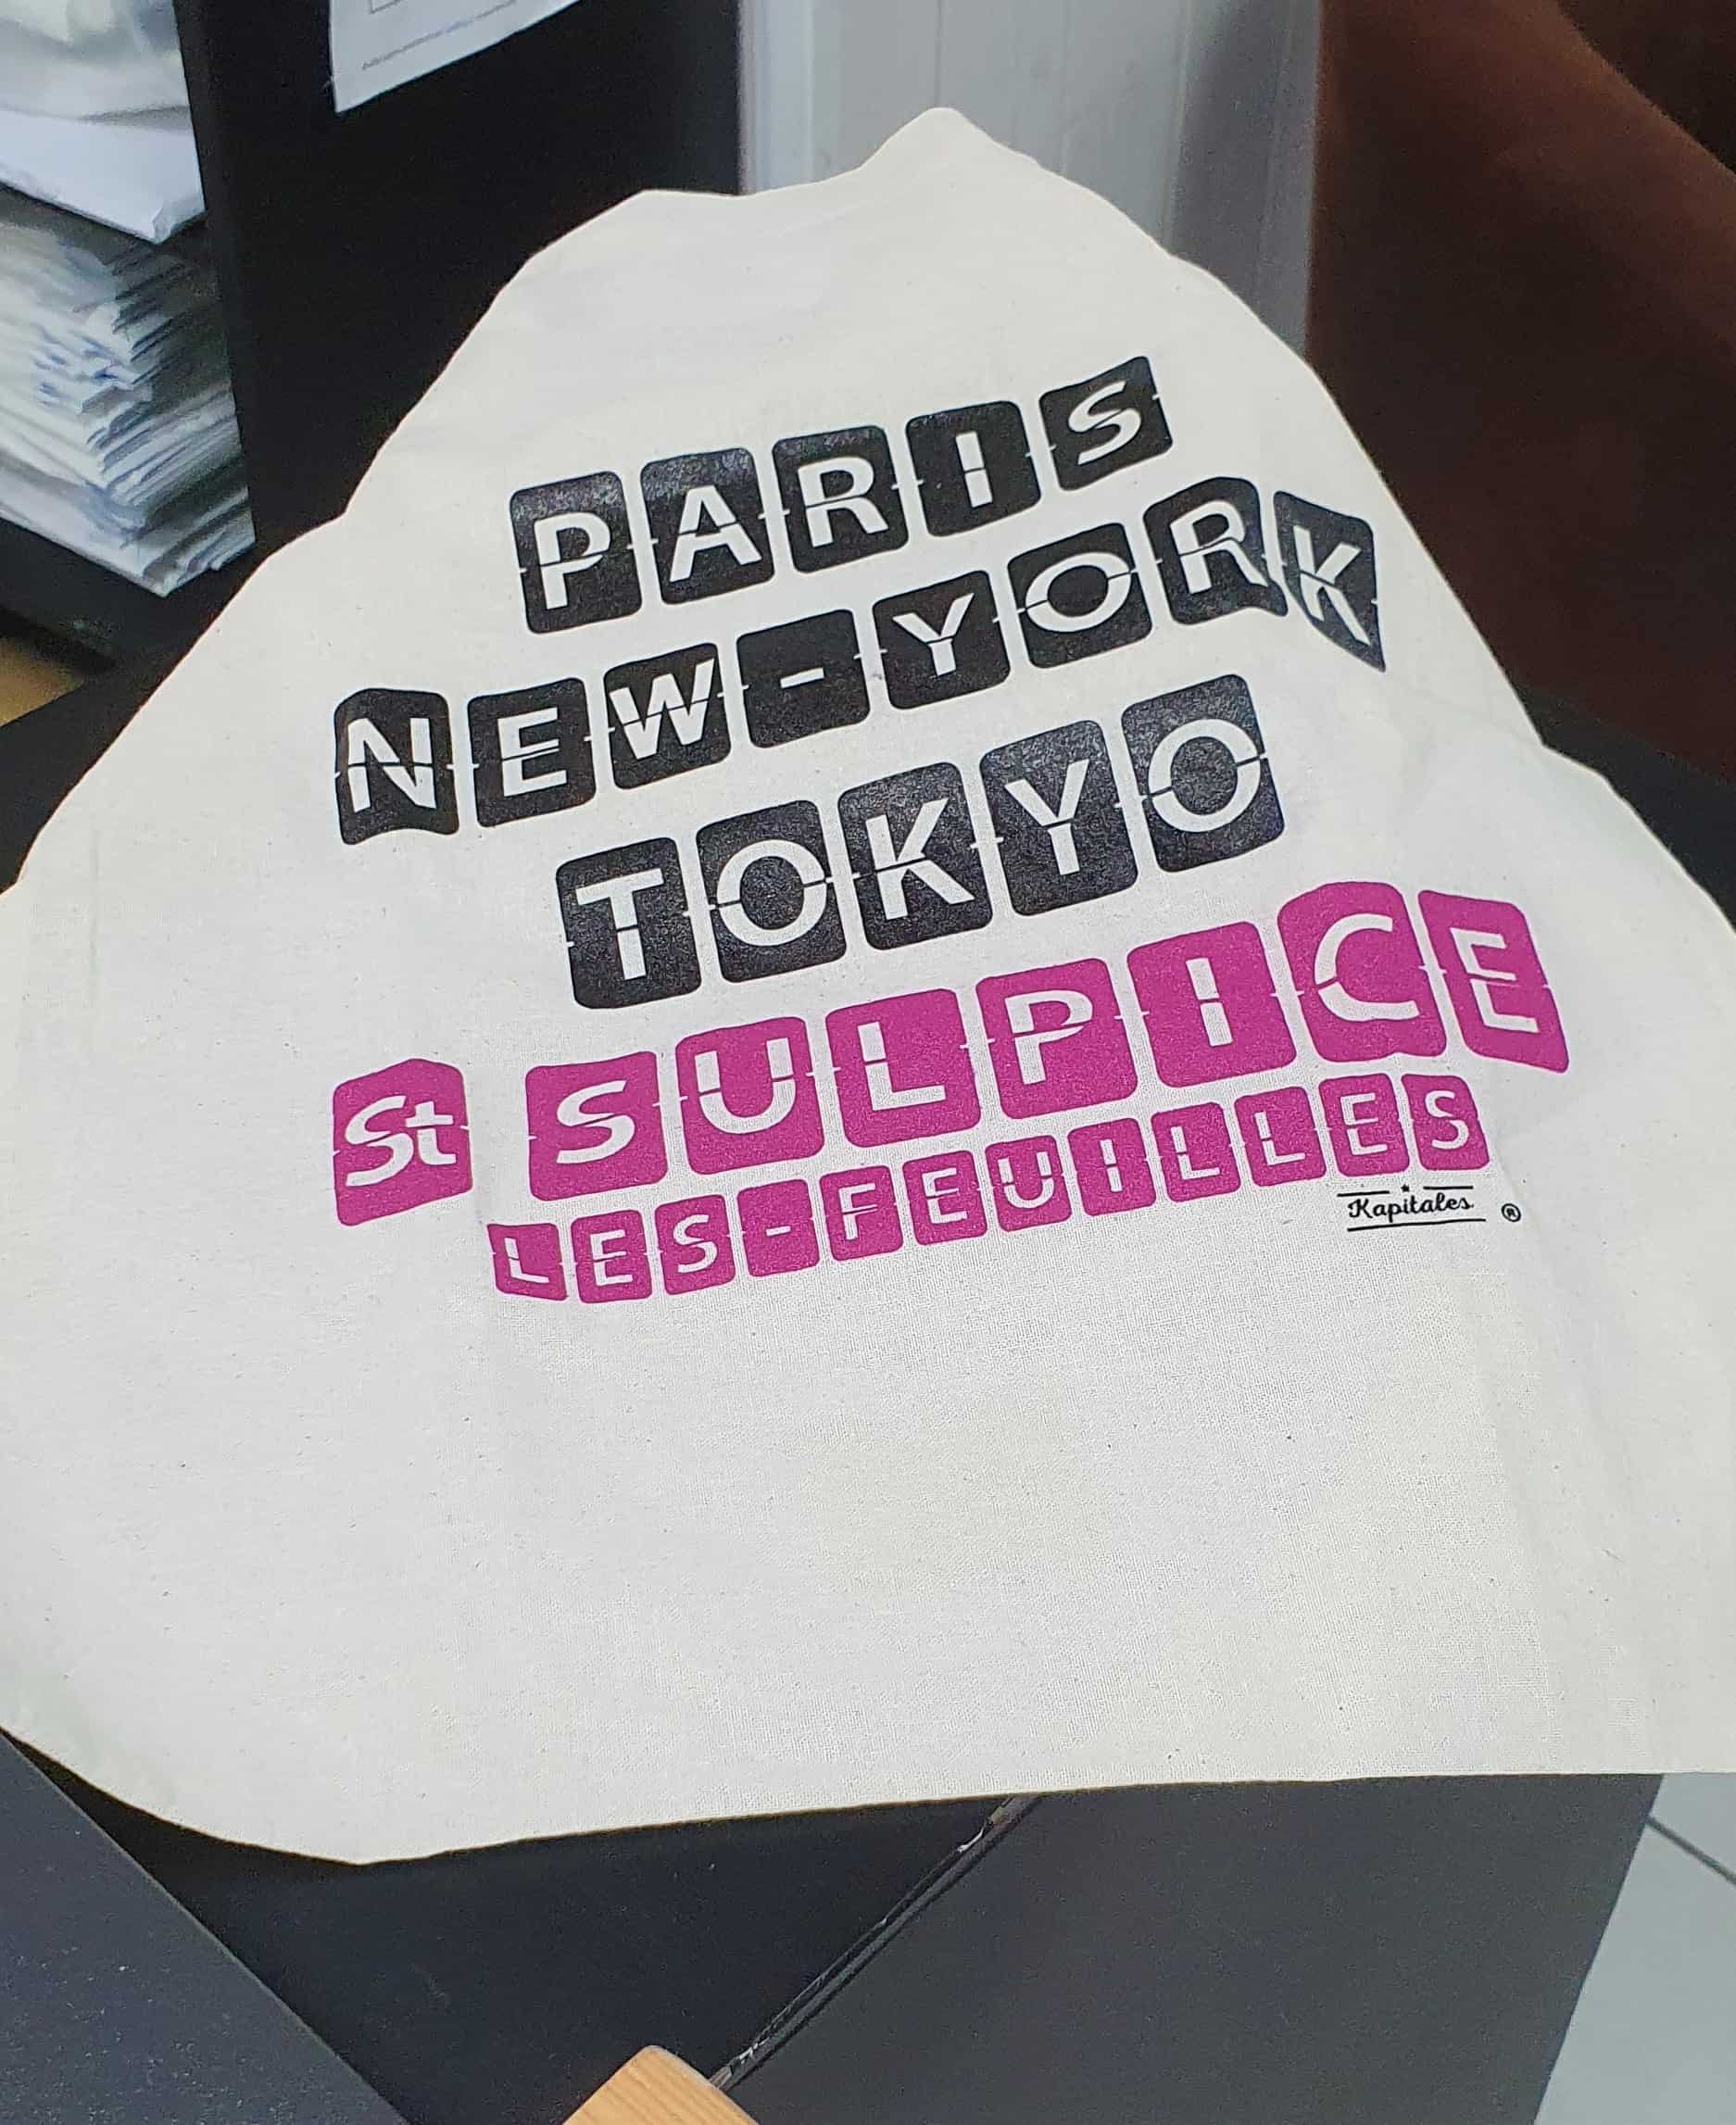 PARIS
NEW-YORK
TOKYO
St SULPICE
LES-FEUILLES
Kapitales ®